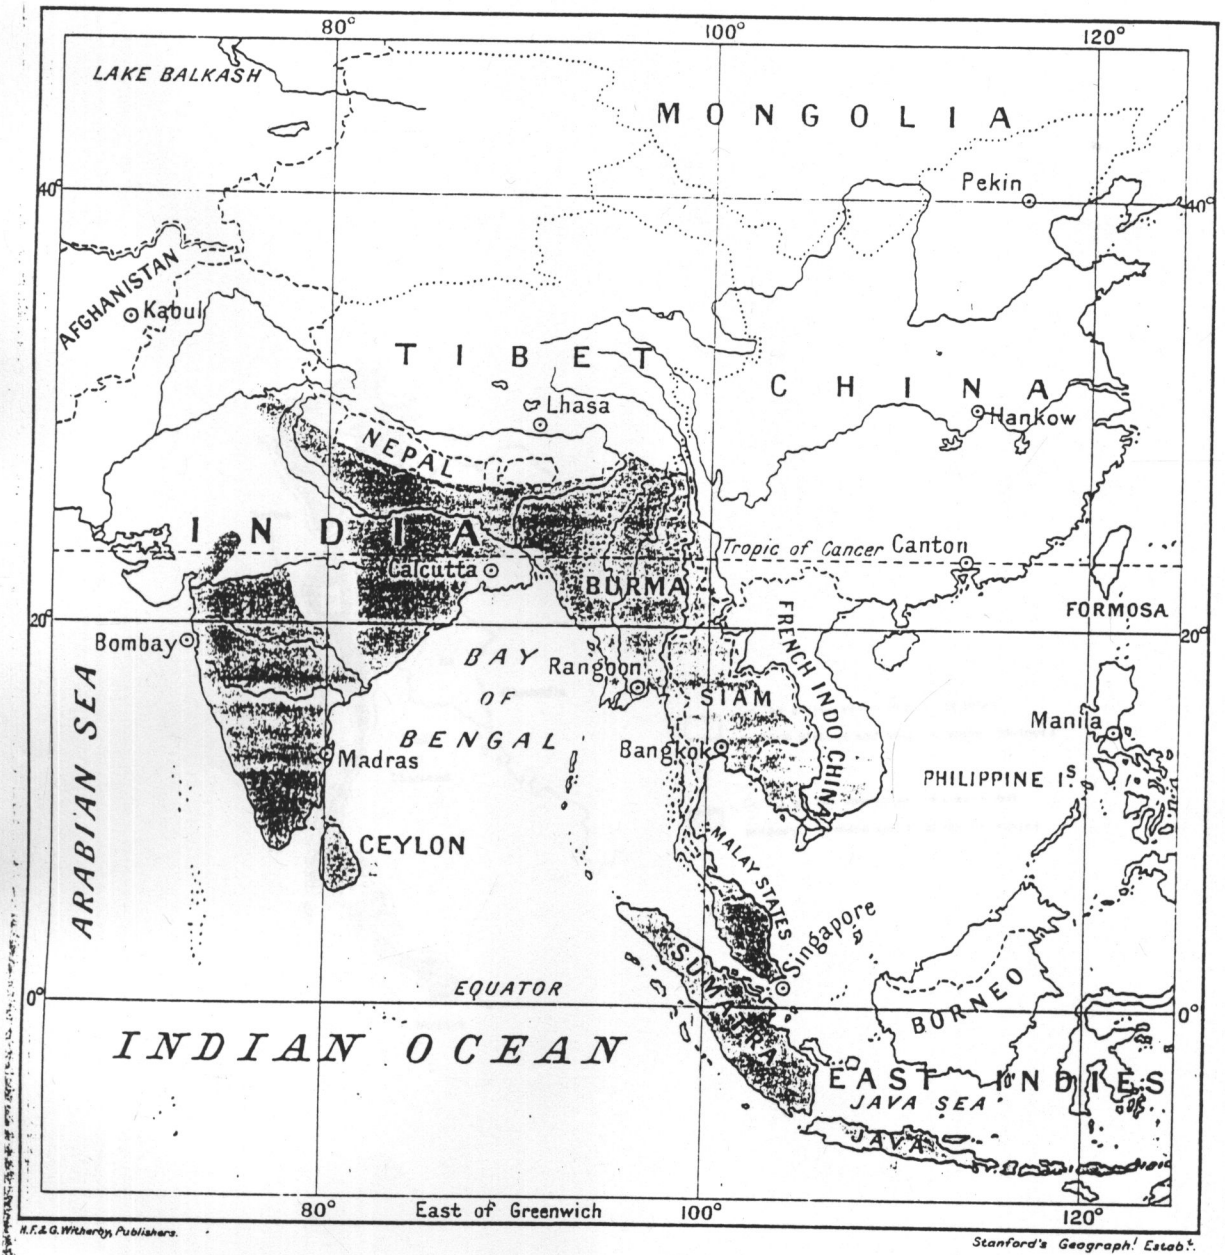 80°
100°
120°
LAKE BALKASH
MONGOLIA
40°
Pekin
40°
AFGHANISTAN
Kabul
TIBET
CHINA
Lhasa
Hankow
NEPAL
INDIA
Tropic of Cancer
Canton
Calcutta
BURMA
FORMOSA
20°
20°
Bombay
BAY
OF
BENGAL
Rangoon
SIAM
FRENCH INDO CHINA
Manila
ARABIAN SEA
Bangkok
Madras
PHILIPPINE Is.
CEYLON
MALAY STATES
Singapore
SUMATRA
BORNEO
EQUATOR
0°
0°
INDIAN OCEAN
EAST INDIES
JAVA SEA
JAVA
80°
East of Greenwich
100°
120°
H.F.& G. Witherby, Publishers.
Stanford's Geograph! Estabt.